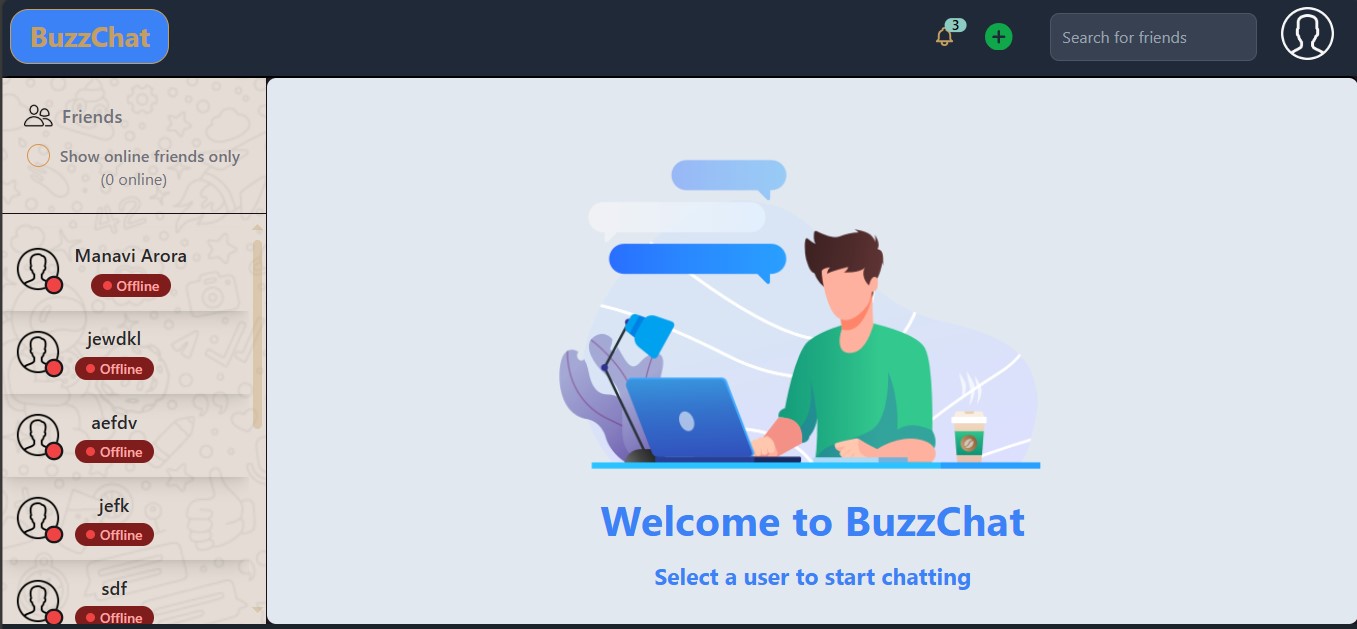 BuzzChat
3
Search for friends
Friends
Show online friends only
(0 online)
Manavi Arora
Offline
jewdkl
Offline
aefdv
Offline
jefk
Offline
sdf
Offline
Welcome to BuzzChat
Select a user to start chatting